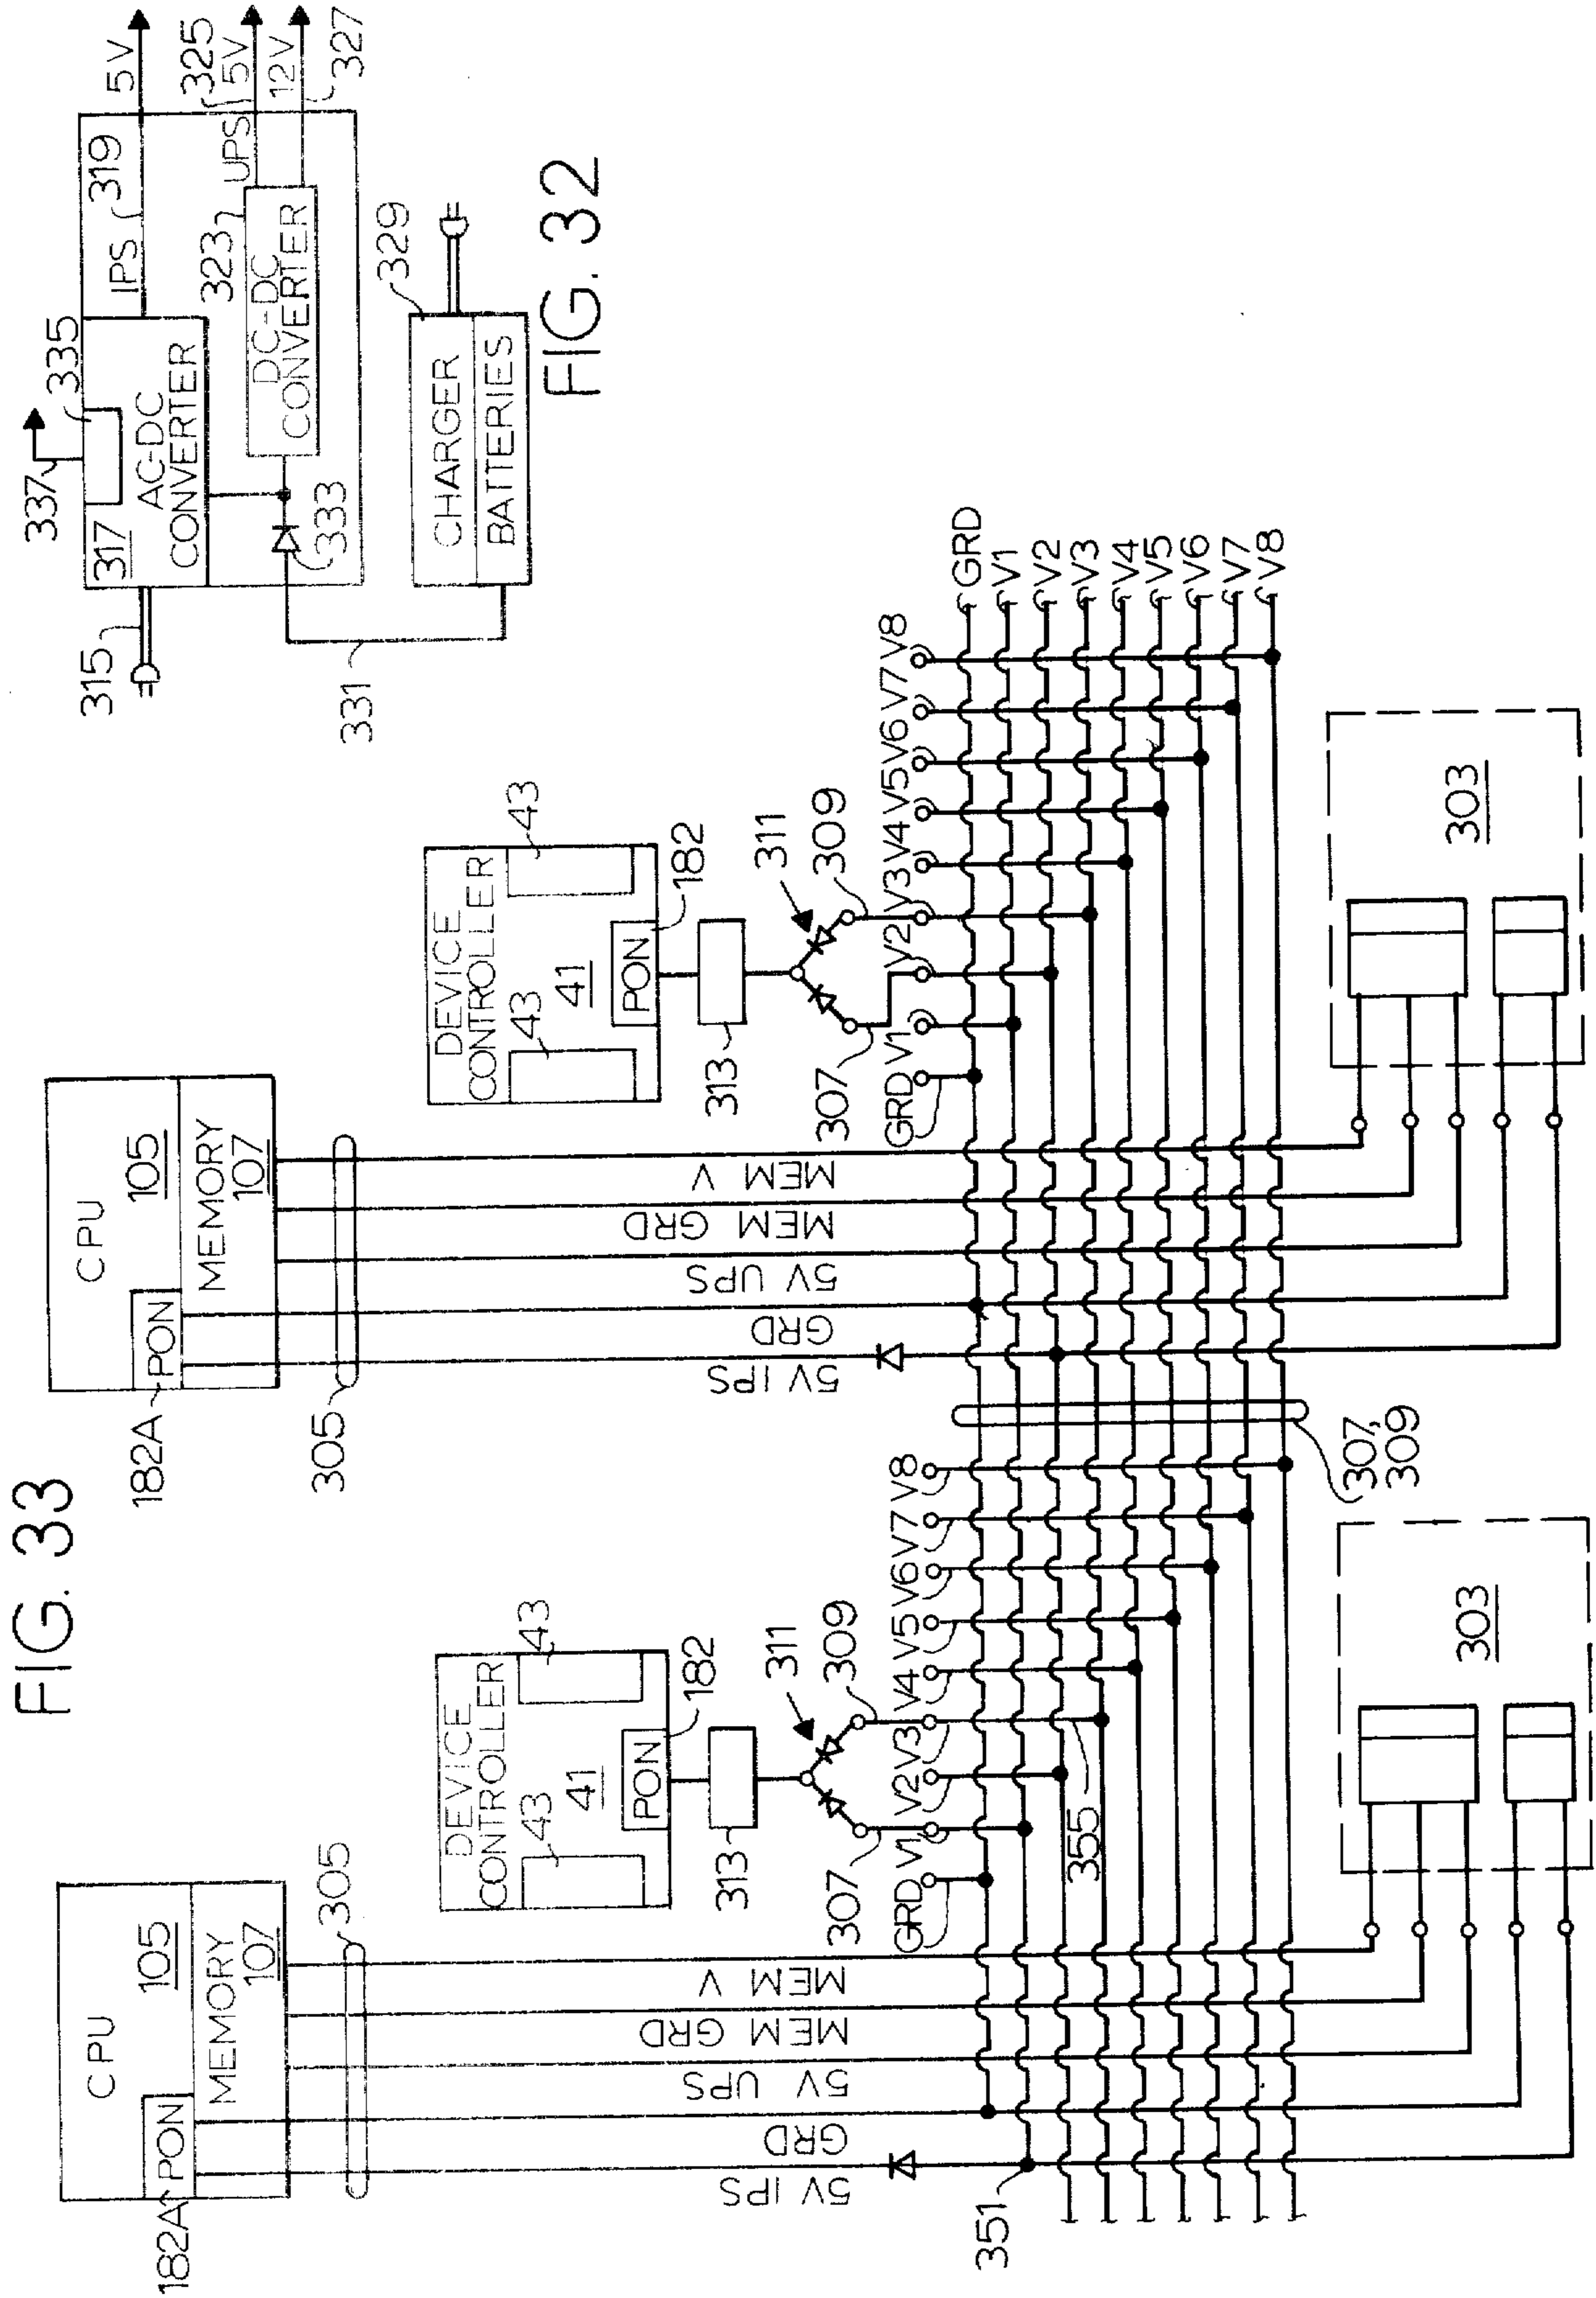 FIG. 33
CPU
105
182A
PON
MEMORY
107
305
5V IPS
GRD
5V UPS
MEM GRD
MEM V
DEVICE
CONTROLLER
43
43
41
PON
182
313
311
307
309
GRD
V1
V2
V3
V4
V5
V6
V7
V8
351
355
303
CPU
105
182A
PON
MEMORY
107
305
5V IPS
GRD
5V UPS
MEM GRD
MEM V
DEVICE
CONTROLLER
43
43
41
PON
182
313
311
307
309
GRD
V1
V2
V3
V4
V5
V6
V7
V8
307,
309
303
GRD
V1
V2
V3
V4
V5
V6
V7
V8
337
335
317
AC-DC
CONVERTER
IPS
319
5V
315
323
UPS
325
5V
DC-DC
CONVERTER
12V
327
333
331
329
CHARGER
BATTERIES
FIG. 32